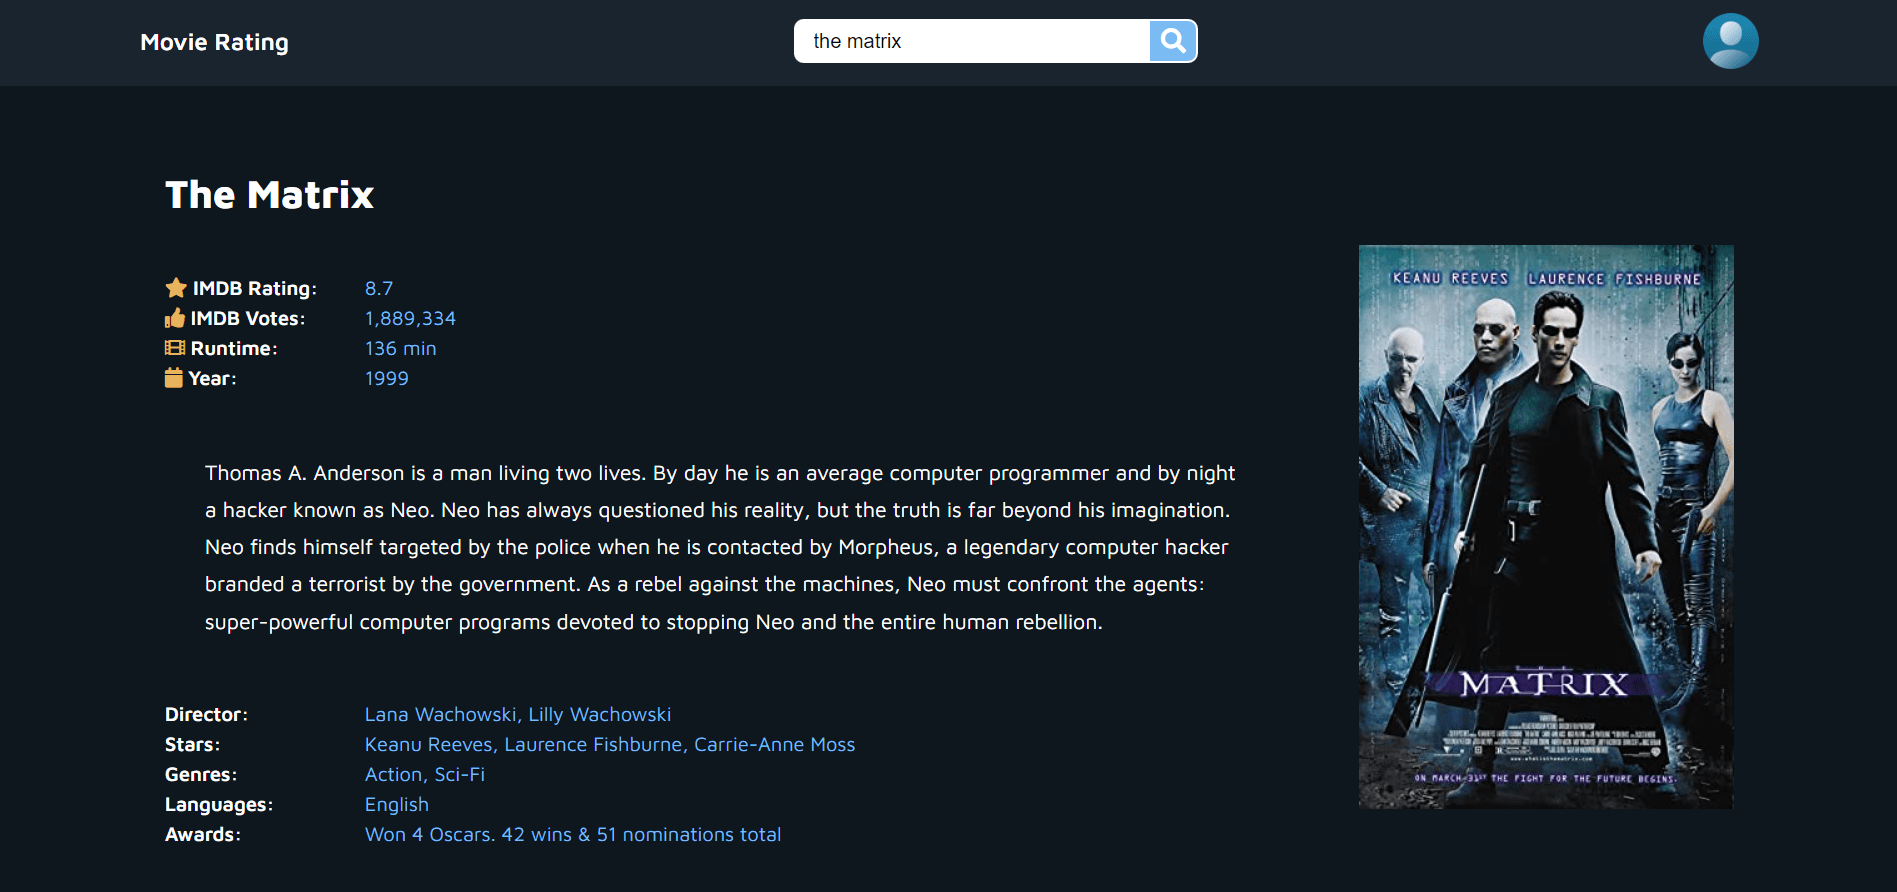 Movie Rating
the matrix
The Matrix
IMDB Rating: 8.7
IMDB Votes: 1,889,334
Runtime: 136 min
Year: 1999
Thomas A. Anderson is a man living two lives. By day he is an average computer programmer and by night
a hacker known as Neo. Neo has always questioned his reality, but the truth is far beyond his imagination.
Neo finds himself targeted by the police when he is contacted by Morpheus, a legendary computer hacker
branded a terrorist by the government. As a rebel against the machines, Neo must confront the agents:
super-powerful computer programs devoted to stopping Neo and the entire human rebellion.
Director: Lana Wachowski, Lilly Wachowski
Stars: Keanu Reeves, Laurence Fishburne, Carrie-Anne Moss
Genres: Action, Sci-Fi
Languages: English
Awards: Won 4 Oscars. 42 wins & 51 nominations total
KEANU REEVES LAURENCE FISHBURNE
THE
MATRIX
www.whatisthematrix.com
ON MARCH 31ST THE FIGHT FOR THE FUTURE BEGINS.